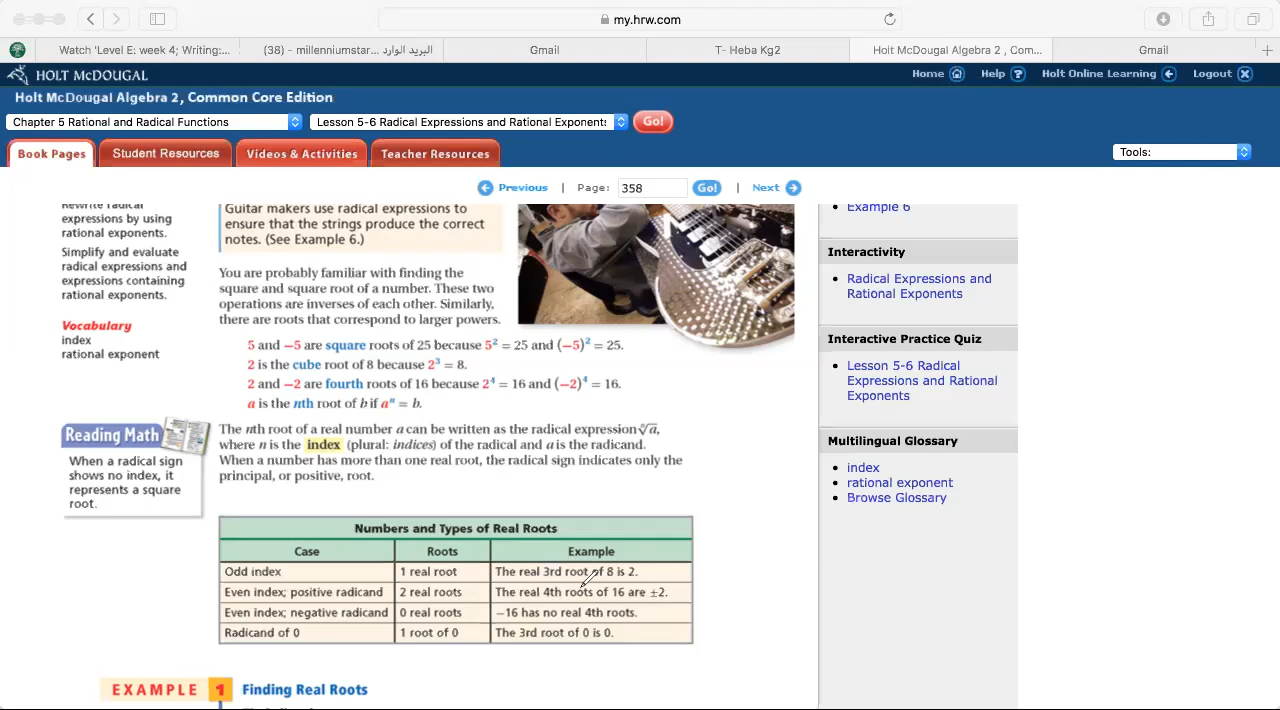 my.hrw.com
Watch 'Level E: week 4; Writing:...
البريد الوارد (38) - millenniumstar...
Gmail
T- Heba Kg2
Holt McDougal Algebra 2 , Com...
Gmail
HOLT McDOUGAL
Home
Help ?
Holt Online Learning
Logout
Holt McDougal Algebra 2, Common Core Edition
Chapter 5 Rational and Radical Functions
Lesson 5-6 Radical Expressions and Rational Exponents
Go!
Book Pages
Student Resources
Videos & Activities
Teacher Resources
Tools:
Previous | Page: 358 Go! | Next
Rewrite radical
expressions by using
rational exponents.
Simplify and evaluate
radical expressions and
expressions containing
rational exponents.
Vocabulary
index
rational exponent
Guitar makers use radical expressions to
ensure that the strings produce the correct
notes. (See Example 6.)
You are probably familiar with finding the
square and square root of a number. These two
operations are inverses of each other. Similarly,
there are roots that correspond to larger powers.
5 and −5 are square roots of 25 because 5² = 25 and (−5)² = 25.
2 is the cube root of 8 because 2³ = 8.
2 and −2 are fourth roots of 16 because 2⁴ = 16 and (−2)⁴ = 16.
a is the nth root of b if aⁿ = b.
Reading Math
When a radical sign
shows no index, it
represents a square
root.
The nth root of a real number a can be written as the radical expression ⁿ√a,
where n is the index (plural: indices) of the radical and a is the radicand.
When a number has more than one real root, the radical sign indicates only the
principal, or positive, root.
Numbers and Types of Real Roots
Case Roots Example
Odd index 1 real root The real 3rd root of 8 is 2.
Even index; positive radicand 2 real roots The real 4th roots of 16 are ±2.
Even index; negative radicand 0 real roots −16 has no real 4th roots.
Radicand of 0 1 root of 0 The 3rd root of 0 is 0.
EXAMPLE 1 Finding Real Roots
Example 6
Interactivity
Radical Expressions and
Rational Exponents
Interactive Practice Quiz
Lesson 5-6 Radical
Expressions and Rational
Exponents
Multilingual Glossary
index
rational exponent
Browse Glossary